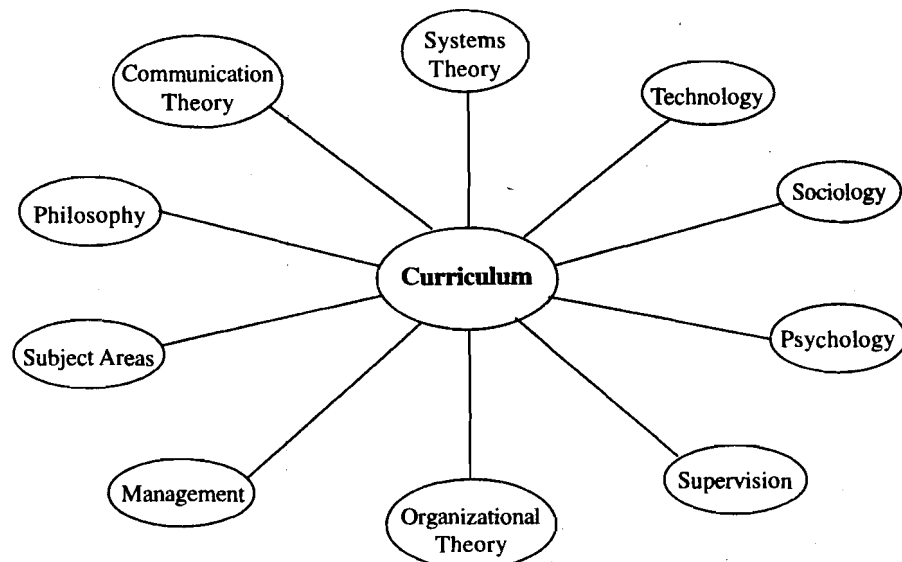 Systems
Theory
Communication
Theory
Technology
Sociology
Philosophy
Curriculum
Psychology
Subject Areas
Supervision
Management
Organizational
Theory